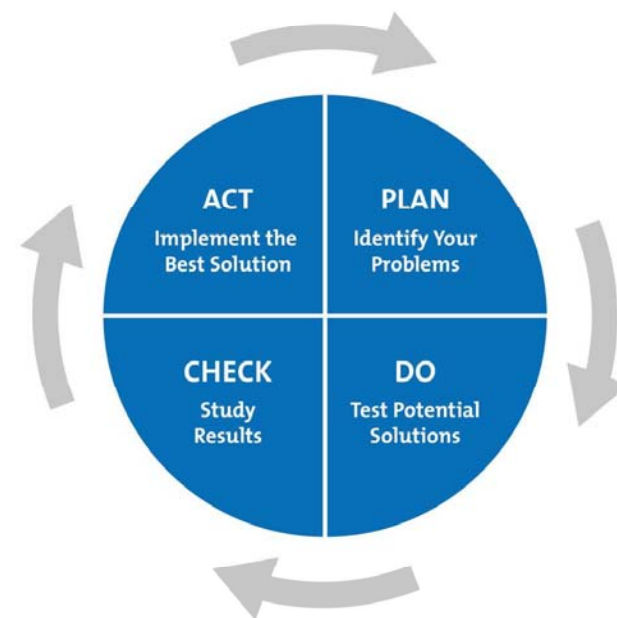 ACT
Implement the
Best Solution
PLAN
Identify Your
Problems
CHECK
Study
Results
DO
Test Potential
Solutions